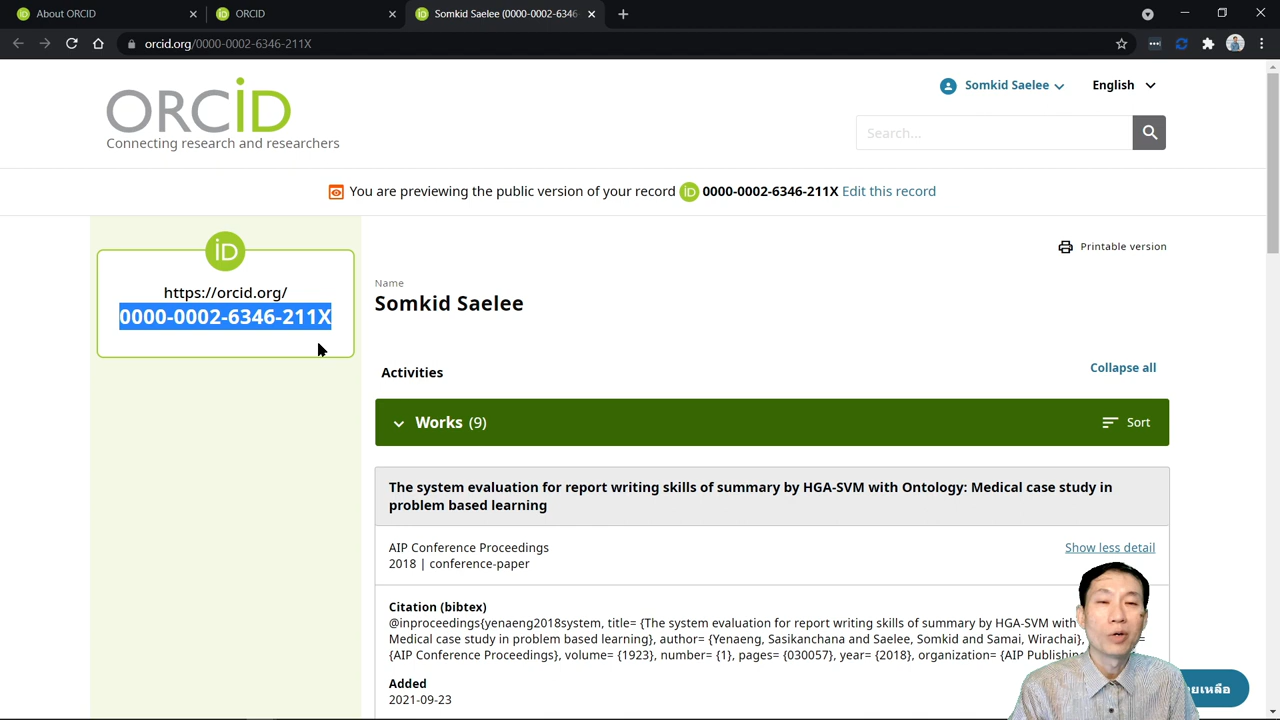 About ORCID
ORCID
Somkid Saelee (0000-0002-6346-
orcid.org/0000-0002-6346-211X
ORCID
Connecting research and researchers
Somkid Saelee
English
Search...
You are previewing the public version of your record iD 0000-0002-6346-211X Edit this record
iD
https://orcid.org/
0000-0002-6346-211X
Printable version
Name
Somkid Saelee
Activities
Collapse all
Works (9)
Sort
The system evaluation for report writing skills of summary by HGA-SVM with Ontology: Medical case study in
problem based learning
AIP Conference Proceedings
2018 | conference-paper
Show less detail
Citation (bibtex)
@inproceedings{yenaeng2018system, title= {The system evaluation for report writing skills of summary by HGA-SVM with
Medical case study in problem based learning}, author= {Yenaeng, Sasikanchana and Saelee, Somkid and Samai, Wirachai},
{AIP Conference Proceedings}, volume= {1923}, number= {1}, pages= {030057}, year= {2018}, organization= {AIP
Added
2021-09-23